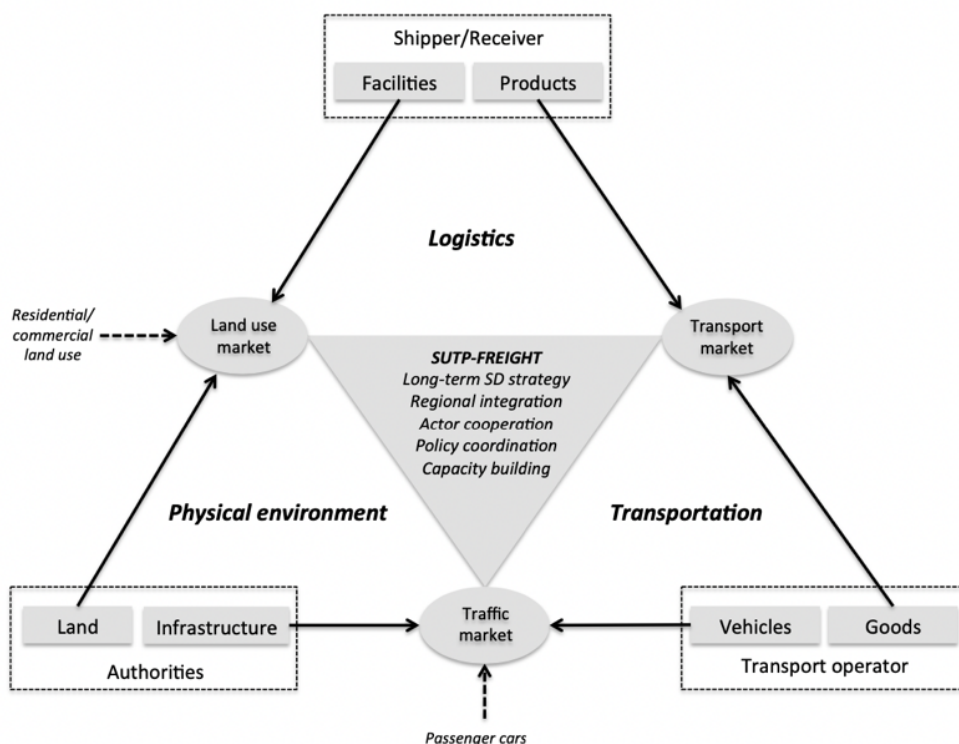 Shipper/Receiver
Facilities
Products
Logistics
Residential/
commercial
land use
Land use
market
Transport
market
SUTP-FREIGHT
Long-term SD strategy
Regional integration
Actor cooperation
Policy coordination
Capacity building
Physical environment
Transportation
Land
Infrastructure
Authorities
Traffic
market
Vehicles
Goods
Transport operator
Passenger cars